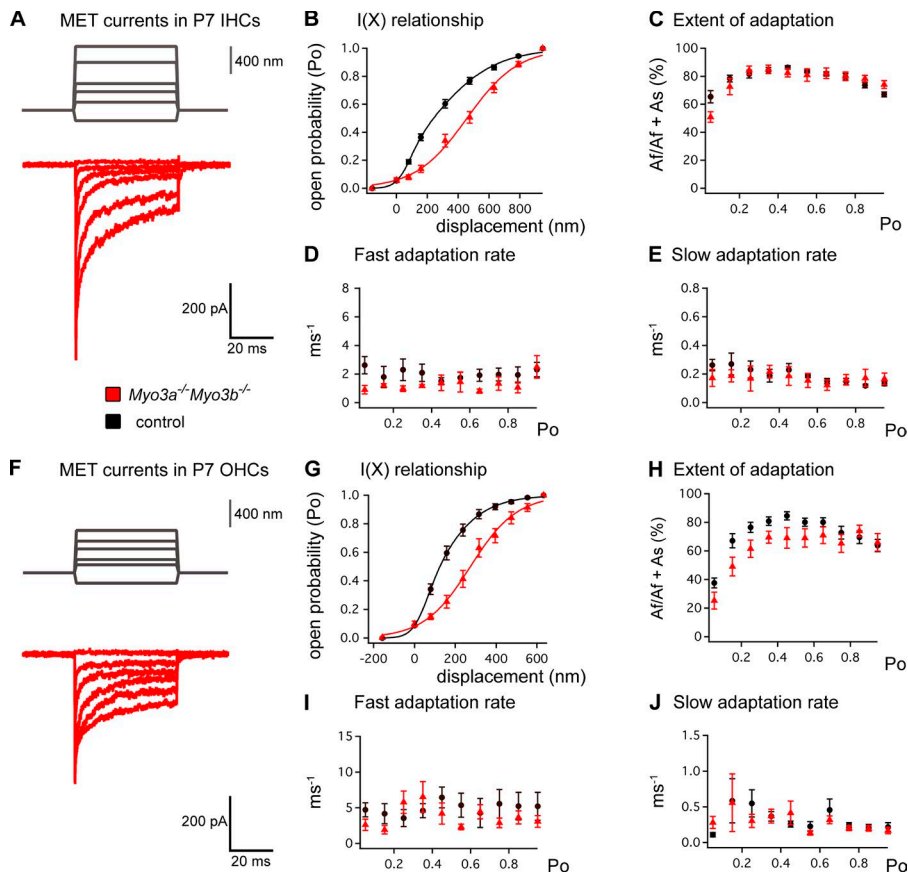 A MET currents in P7 IHCs
400 nm
200 pA
20 ms
Myo3a-/-Myo3b-/-
control
B I(X) relationship
open probability (Po)
1.0
0.8
0.6
0.4
0.2
0.0
0 200 400 600 800
displacement (nm)
C Extent of adaptation
Af/Af + As (%)
100
80
60
40
20
0
0.2 0.4 0.6 0.8
Po
D Fast adaptation rate
ms-1
8
6
4
2
0
0.2 0.4 0.6 0.8
Po
E Slow adaptation rate
ms-1
0.8
0.6
0.4
0.2
0.0
0.2 0.4 0.6 0.8
Po
F MET currents in P7 OHCs
400 nm
200 pA
20 ms
G I(X) relationship
open probability (Po)
1.0
0.8
0.6
0.4
0.2
0.0
-200 0 200 400 600
displacement (nm)
H Extent of adaptation
Af/Af + As (%)
100
80
60
40
20
0
0.2 0.4 0.6 0.8
Po
I Fast adaptation rate
ms-1
15
10
5
0
0.2 0.4 0.6 0.8
Po
J Slow adaptation rate
ms-1
1.5
1.0
0.5
0.0
0.2 0.4 0.6 0.8
Po